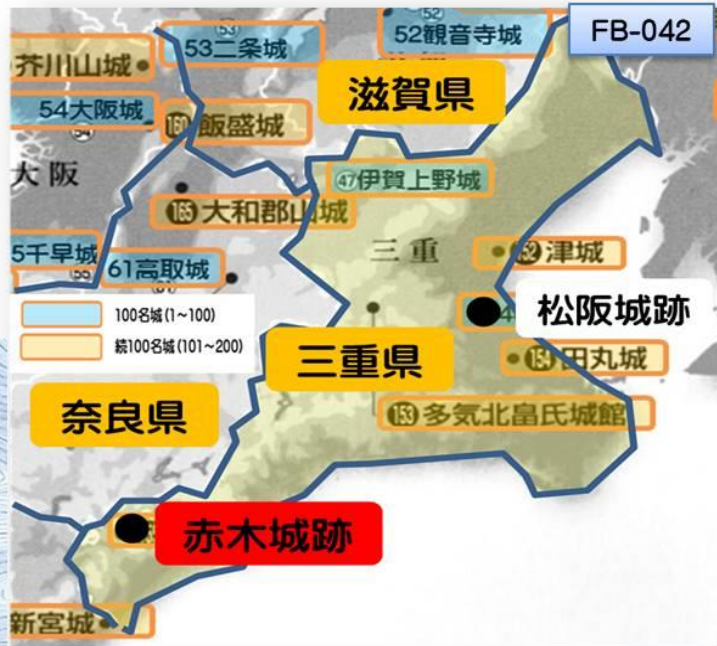 FB-042
53二条城
52観音寺城
芥川山城
滋賀県
54大阪城
160飯盛城
大阪
47伊賀上野城
165大和郡山城
三重
5千早城
61高取城
152津城
100名城(1~100)
続100名城(101~200)
松阪城跡
三重県
154田丸城
奈良県
153多気北畠氏城館
赤木城跡
新宮城